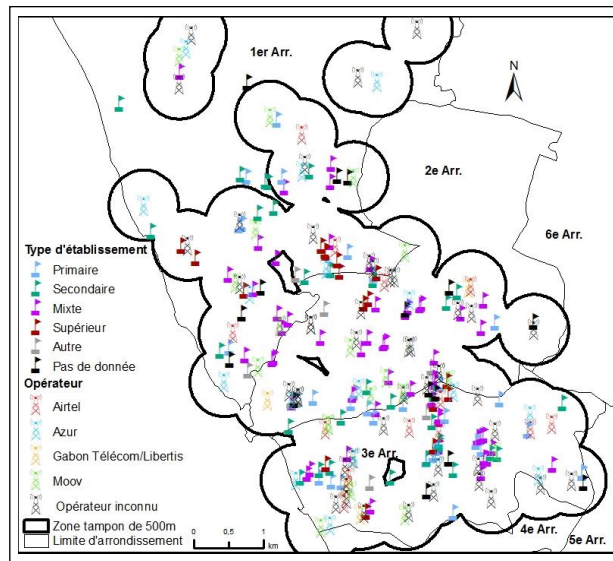 1er Arr.
N
2e Arr.
6e Arr.
Type d'établissement
Primaire
Secondaire
Mixte
Supérieur
Autre
Pas de donnée
Opérateur
Airtel
Azur
Gabon Télécom/Libertis
Moov
Opérateur inconnu
Zone tampon de 500m
Limite d'arrondissement
0 0,5 1
km
3e Arr.
4e Arr.
5e Arr.